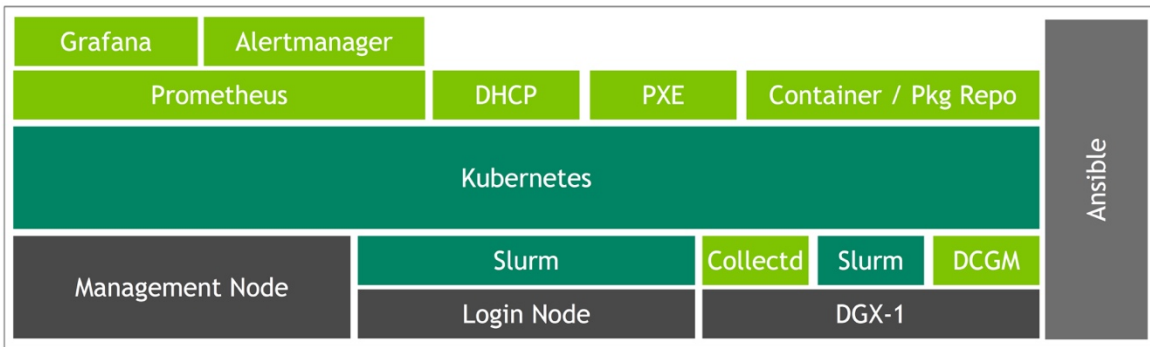 Grafana
Alertmanager
Prometheus
DHCP
PXE
Container / Pkg Repo
Kubernetes
Ansible
Management Node
Slurm
Collectd
Slurm
DCGM
Login Node
DGX-1